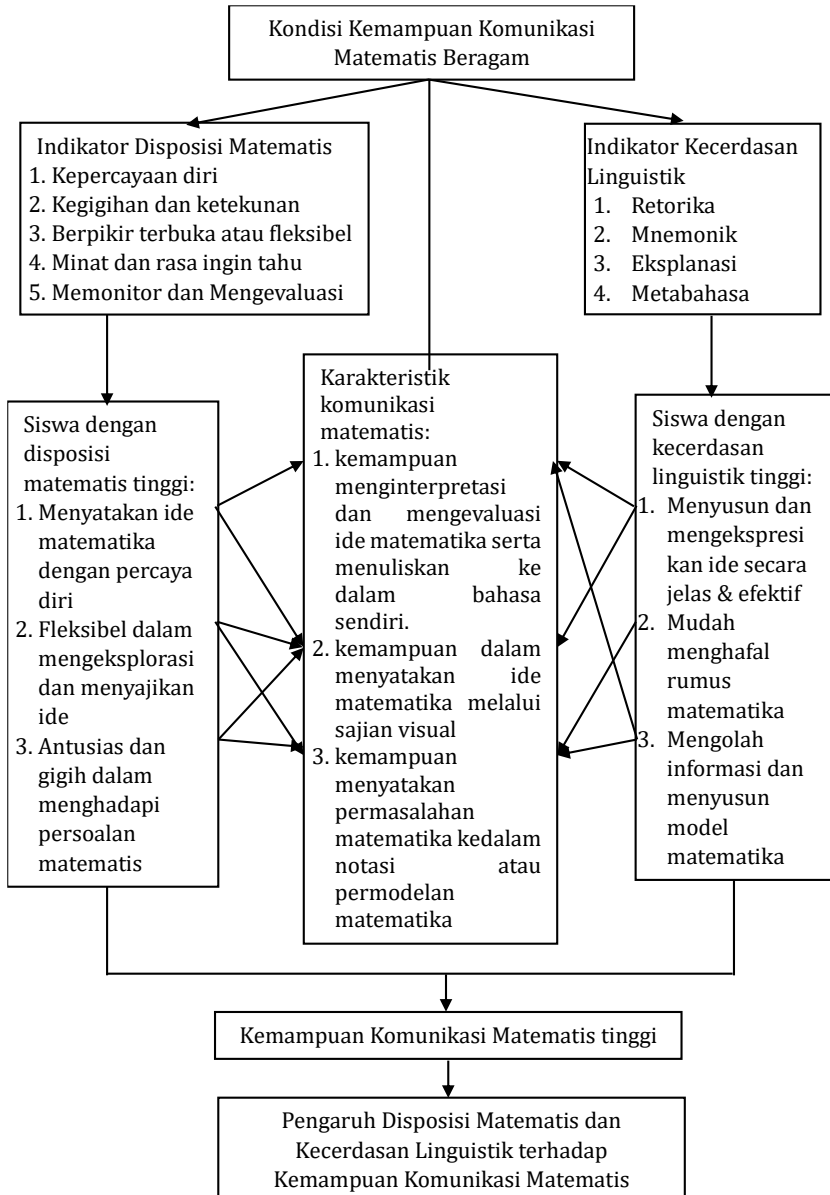 Kondisi Kemampuan Komunikasi
Matematis Beragam
Indikator Disposisi Matematis
1. Kepercayaan diri
2. Kegigihan dan ketekunan
3. Berpikir terbuka atau fleksibel
4. Minat dan rasa ingin tahu
5. Memonitor dan Mengevaluasi
Indikator Kecerdasan
Linguistik
1. Retorika
2. Mnemonik
3. Eksplanasi
4. Metabahasa
Siswa dengan
disposisi
matematis tinggi:
1. Menyatakan ide
matematika
dengan percaya
diri
2. Fleksibel dalam
mengeksplorasi
dan menyajikan
ide
3. Antusias dan
gigih dalam
menghadapi
persoalan
matematis
Karakteristik
komunikasi
matematis:
1. kemampuan
menginterpretasi
dan mengevaluasi
ide matematika serta
menuliskan ke
dalam bahasa
sendiri.
2. kemampuan dalam
menyatakan ide
matematika melalui
sajian visual
3. kemampuan
menyatakan
permasalahan
matematika kedalam
notasi atau
permodelan
matematika
Siswa dengan
kecerdasan
linguistik tinggi:
1. Menyusun dan
mengekspresi
kan ide secara
jelas & efektif
2. Mudah
menghafal
rumus
matematika
3. Mengolah
informasi dan
menyusun
model
matematika
Kemampuan Komunikasi Matematis tinggi
Pengaruh Disposisi Matematis dan
Kecerdasan Linguistik terhadap
Kemampuan Komunikasi Matematis